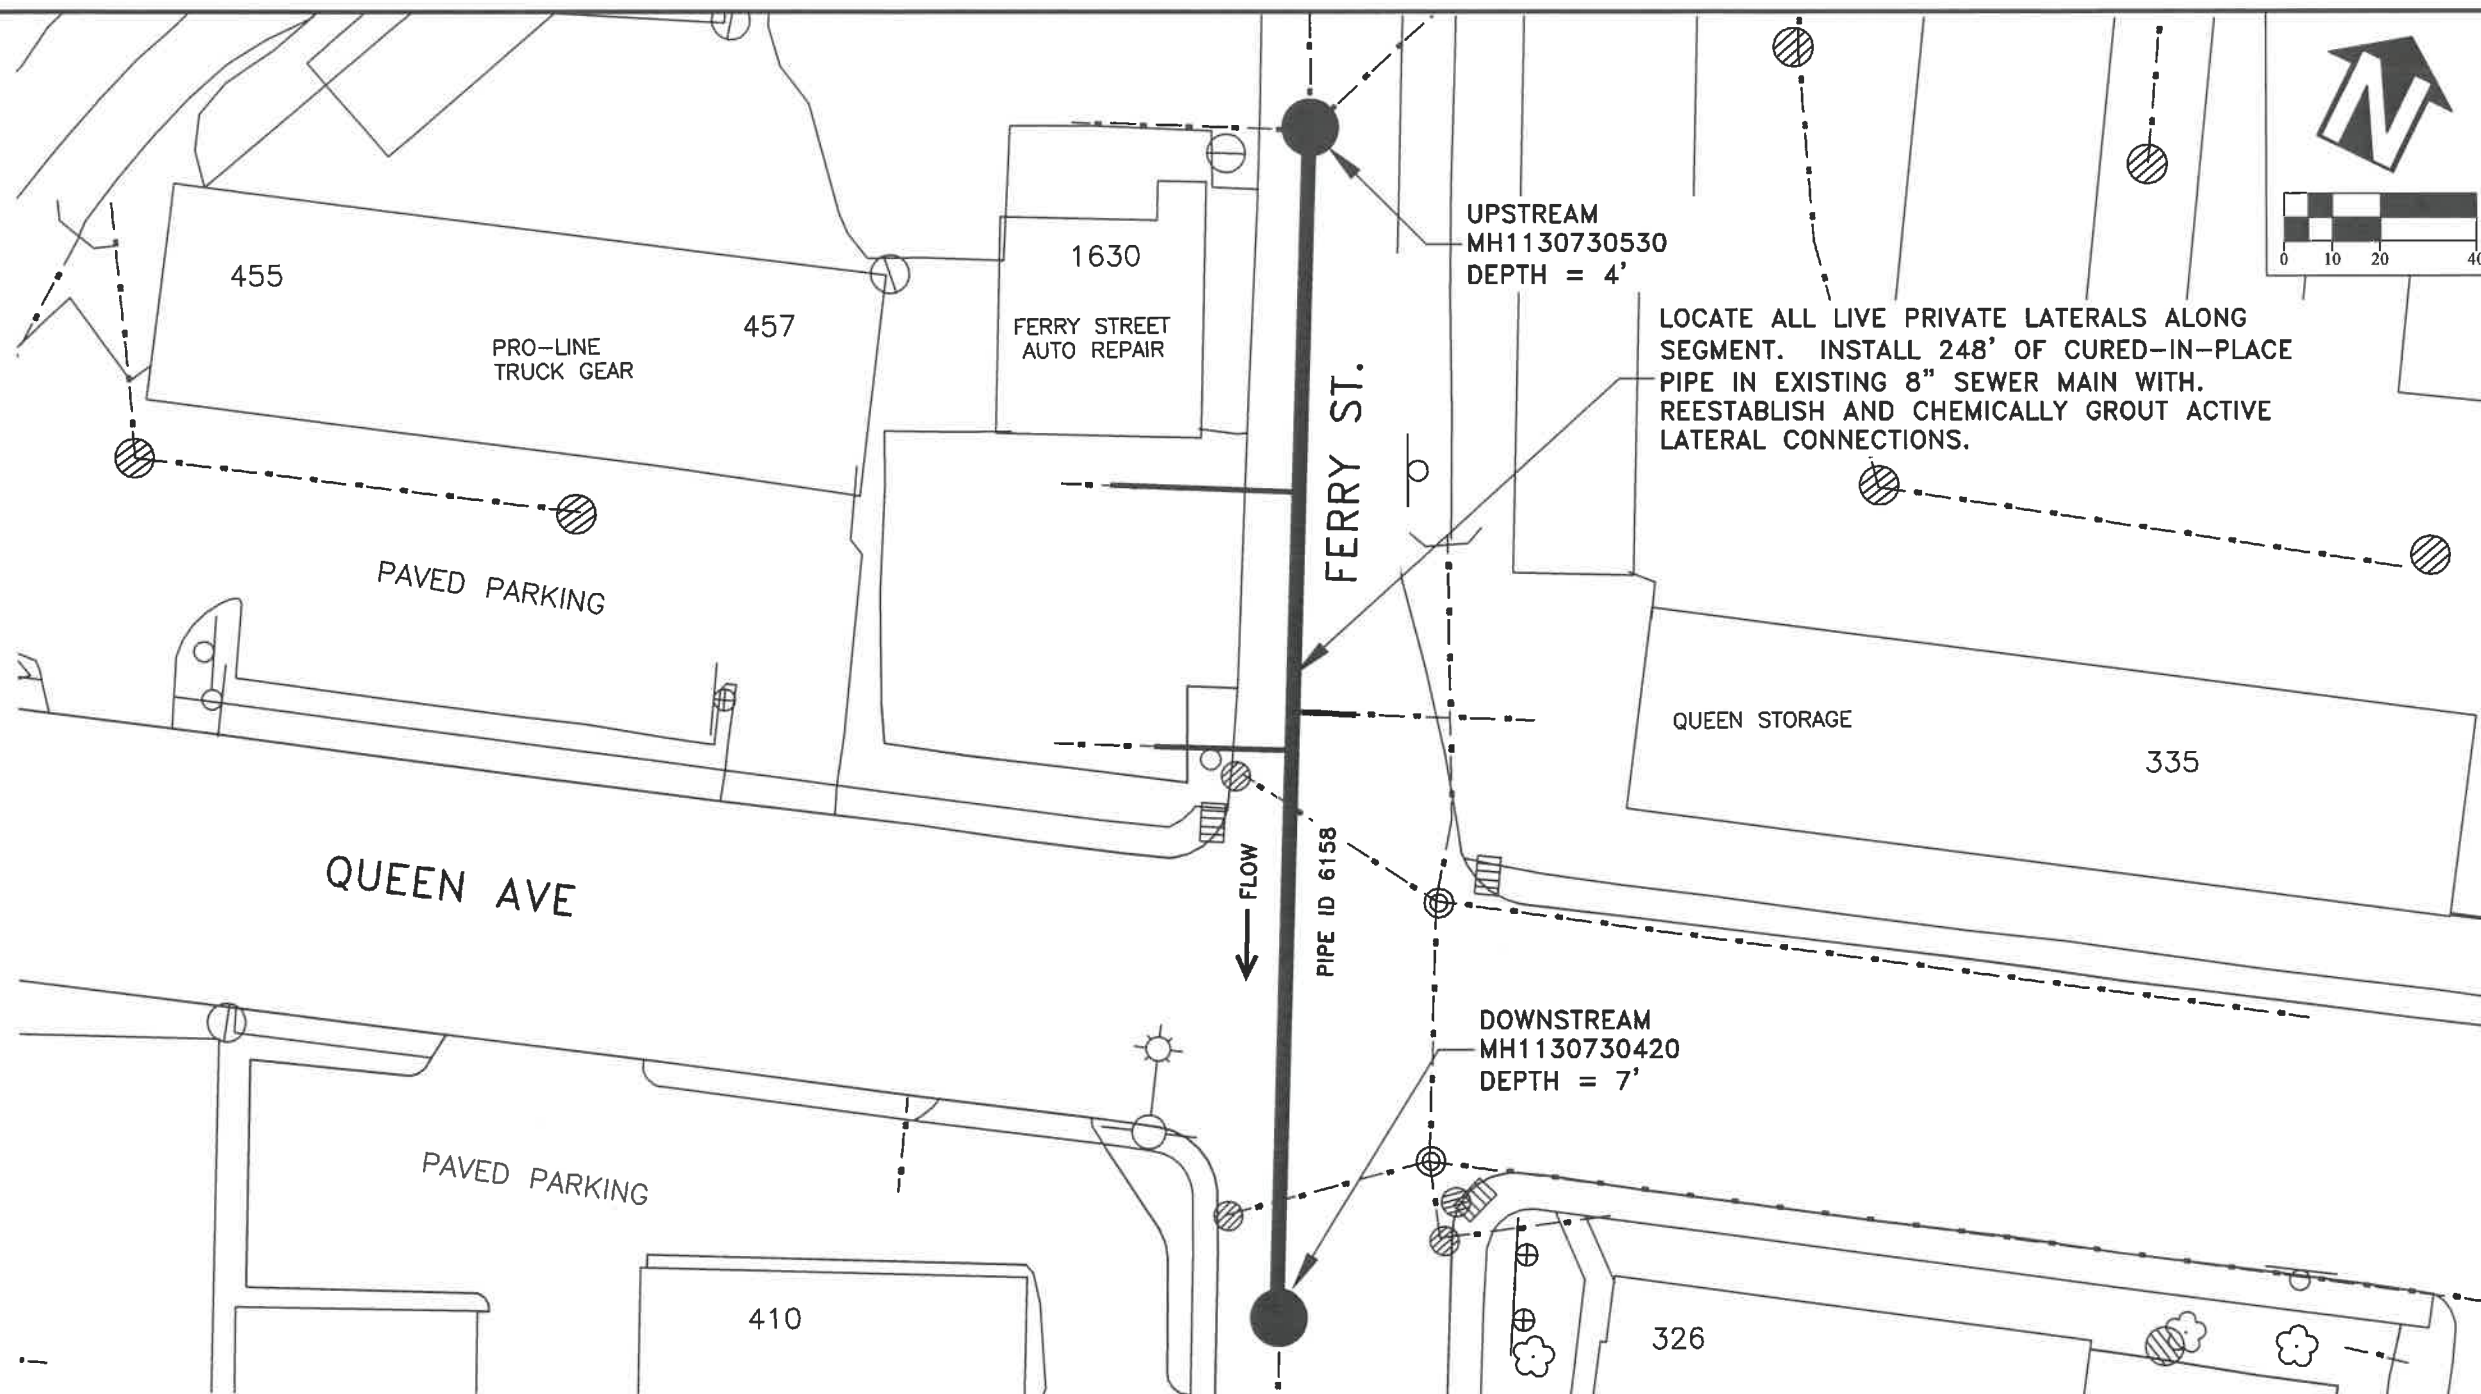 N
0 10 20 40
UPSTREAM
MH1130730530
DEPTH = 4'
LOCATE ALL LIVE PRIVATE LATERALS ALONG
SEGMENT. INSTALL 248' OF CURED-IN-PLACE
PIPE IN EXISTING 8" SEWER MAIN WITH.
REESTABLISH AND CHEMICALLY GROUT ACTIVE
LATERAL CONNECTIONS.
455
PRO-LINE
TRUCK GEAR
457
1630
FERRY STREET
AUTO REPAIR
FERRY ST.
PAVED PARKING
QUEEN STORAGE
335
QUEEN AVE
FLOW
PIPE ID 6158
DOWNSTREAM
MH1130730420
DEPTH = 7'
PAVED PARKING
410
326